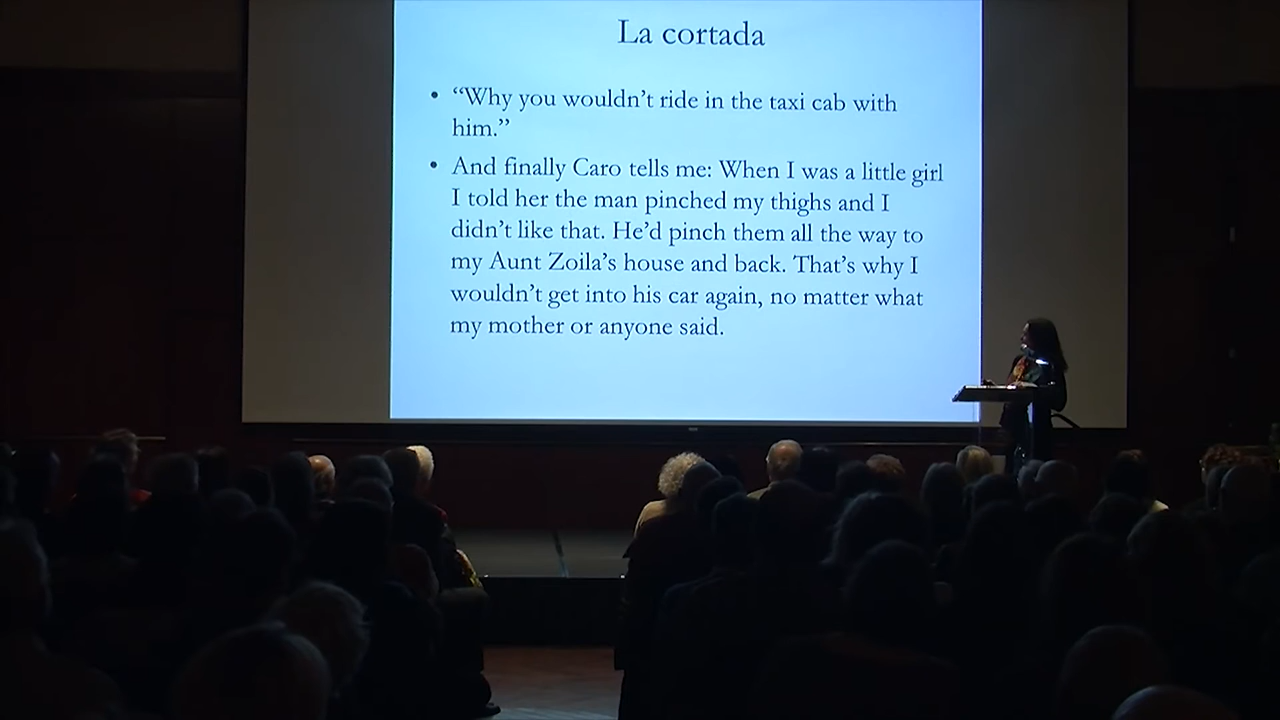 La cortada
• “Why you wouldn’t ride in the taxi cab with
him.”
• And finally Caro tells me: When I was a little girl
I told her the man pinched my thighs and I
didn’t like that. He’d pinch them all the way to
my Aunt Zoila’s house and back. That’s why I
wouldn’t get into his car again, no matter what
my mother or anyone said.